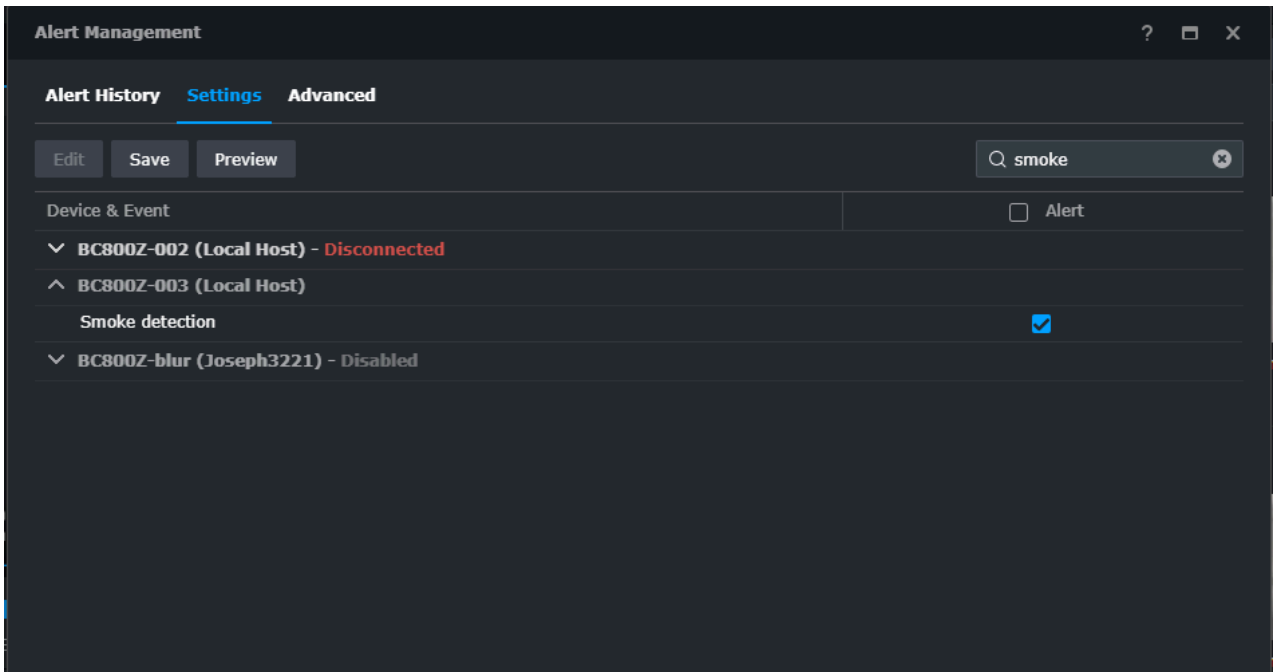 Alert Management
?
Alert History Settings Advanced
Edit Save Preview smoke
Device & Event Alert
BC800Z-002 (Local Host) - Disconnected
BC800Z-003 (Local Host)
Smoke detection
BC800Z-blur (Joseph3221) - Disabled